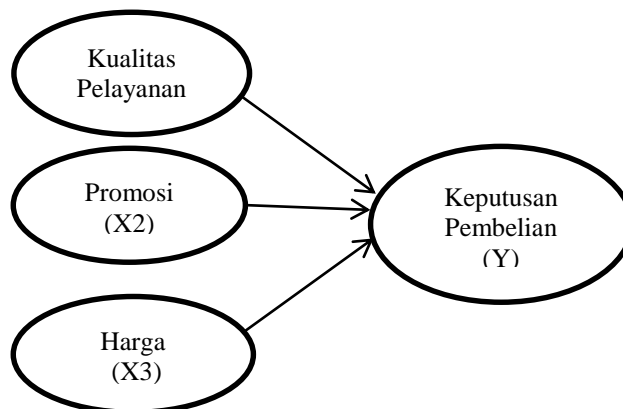 Kualitas
Pelayanan
Promosi
(X2)
Harga
(X3)
Keputusan
Pembelian
(Y)